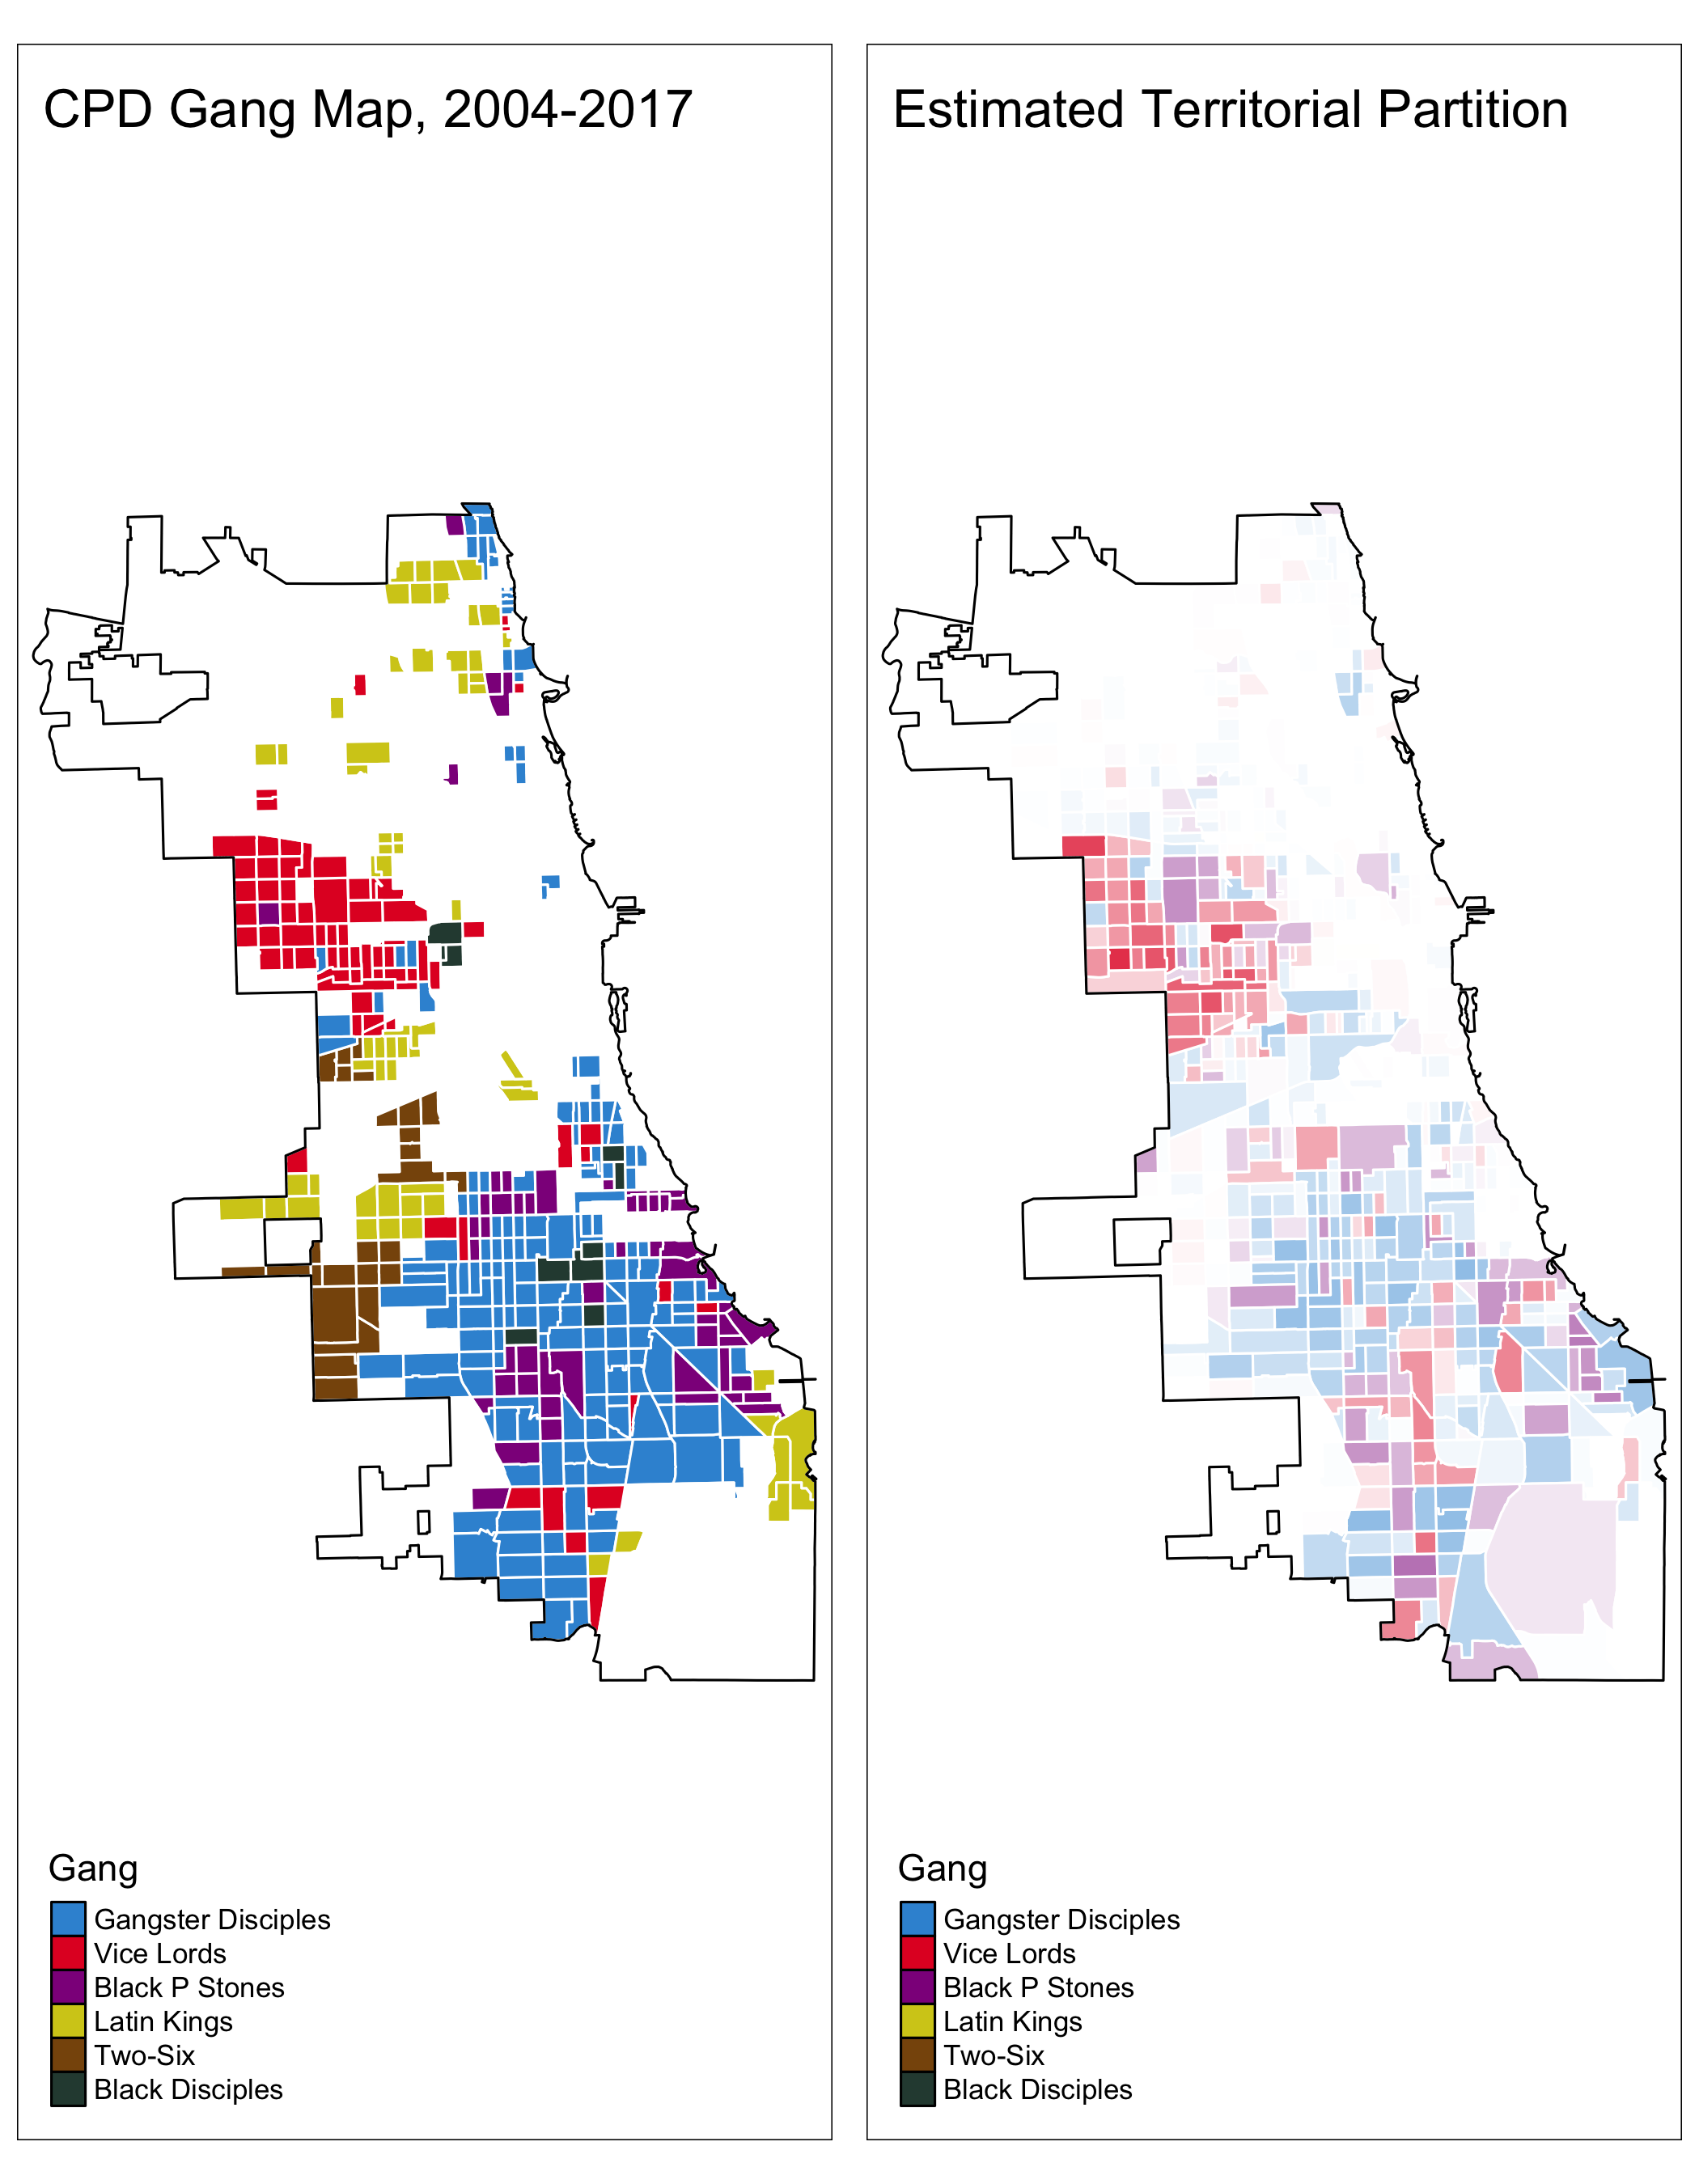 CPD Gang Map, 2004-2017
Gang
Gangster Disciples
Vice Lords
Black P Stones
Latin Kings
Two-Six
Black Disciples
Estimated Territorial Partition
Gang
Gangster Disciples
Vice Lords
Black P Stones
Latin Kings
Two-Six
Black Disciples